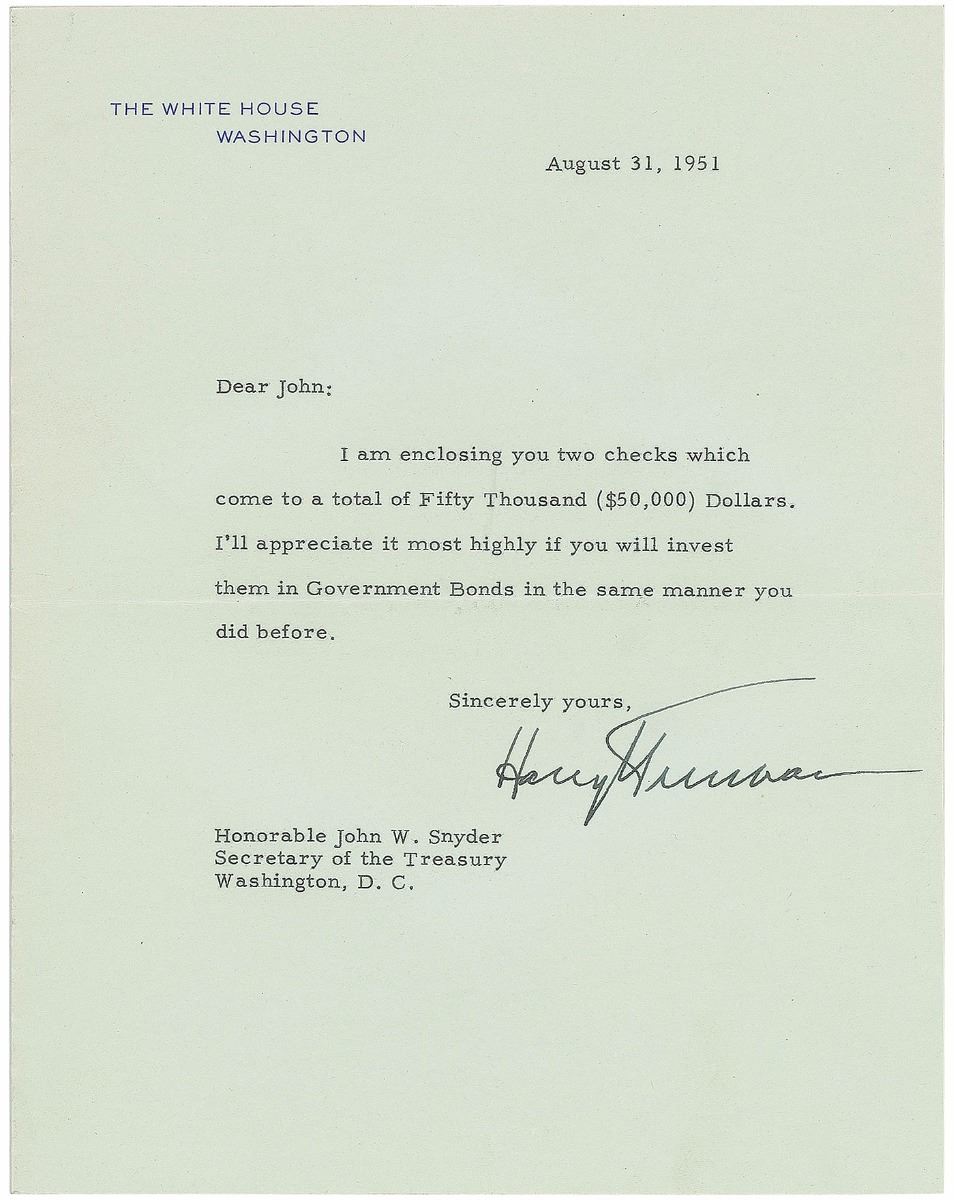 THE WHITE HOUSE
WASHINGTON
August 31, 1951
Dear John:
I am enclosing you two checks which
come to a total of Fifty Thousand ($50,000) Dollars.
I'll appreciate it most highly if you will invest
them in Government Bonds in the same manner you
did before.
Sincerely yours,
Harry Truman
Honorable John W. Snyder
Secretary of the Treasury
Washington, D. C.